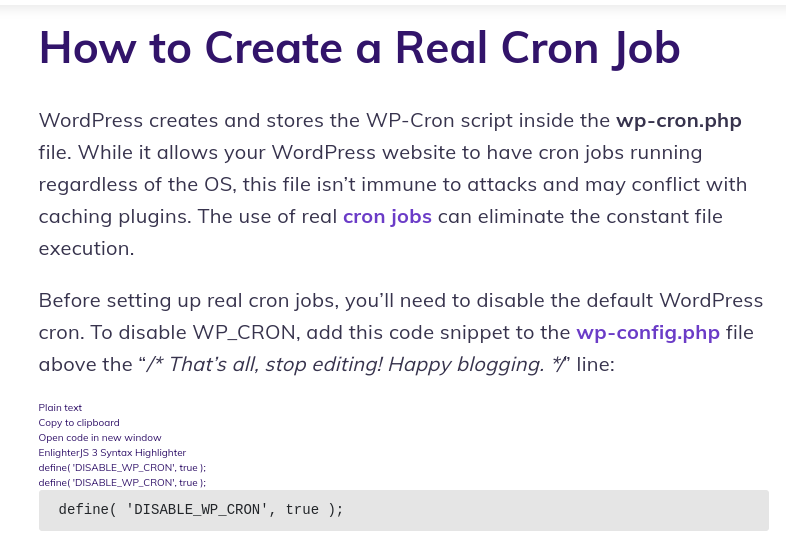 How to Create a Real Cron Job
WordPress creates and stores the WP-Cron script inside the wp-cron.php
file. While it allows your WordPress website to have cron jobs running
regardless of the OS, this file isn’t immune to attacks and may conflict with
caching plugins. The use of real cron jobs can eliminate the constant file
execution.
Before setting up real cron jobs, you’ll need to disable the default WordPress
cron. To disable WP_CRON, add this code snippet to the wp-config.php file
above the “/* That’s all, stop editing! Happy blogging. */” line:
Plain text
Copy to clipboard
Open code in new window
EnlighterJS 3 Syntax Highlighter
define( 'DISABLE_WP_CRON', true );
define( 'DISABLE_WP_CRON', true );
define( 'DISABLE_WP_CRON', true );